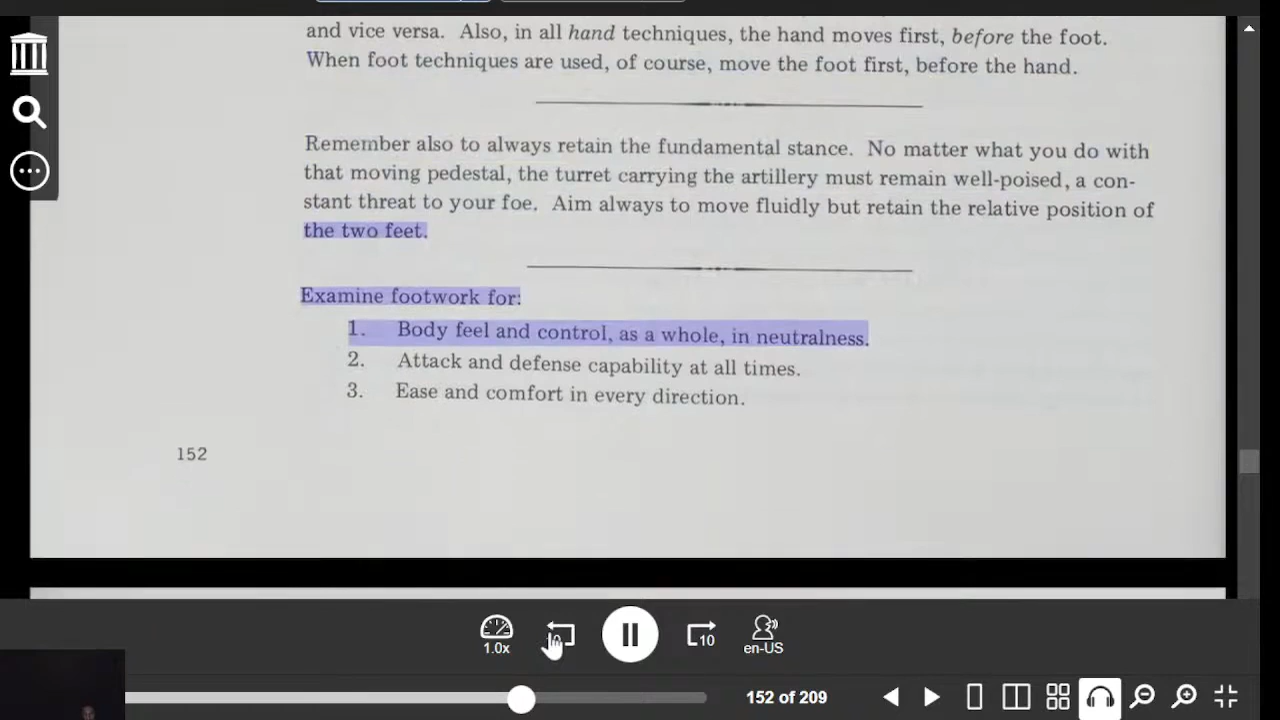 and vice versa. Also, in all hand techniques, the hand moves first, before the foot.
When foot techniques are used, of course, move the foot first, before the hand.
Remember also to always retain the fundamental stance. No matter what you do with
that moving pedestal, the turret carrying the artillery must remain well-poised, a con-
stant threat to your foe. Aim always to move fluidly but retain the relative position of
the two feet.
Examine footwork for:
1. Body feel and control, as a whole, in neutralness.
2. Attack and defense capability at all times.
3. Ease and comfort in every direction.
152
1.0x
10
en-US
152 of 209